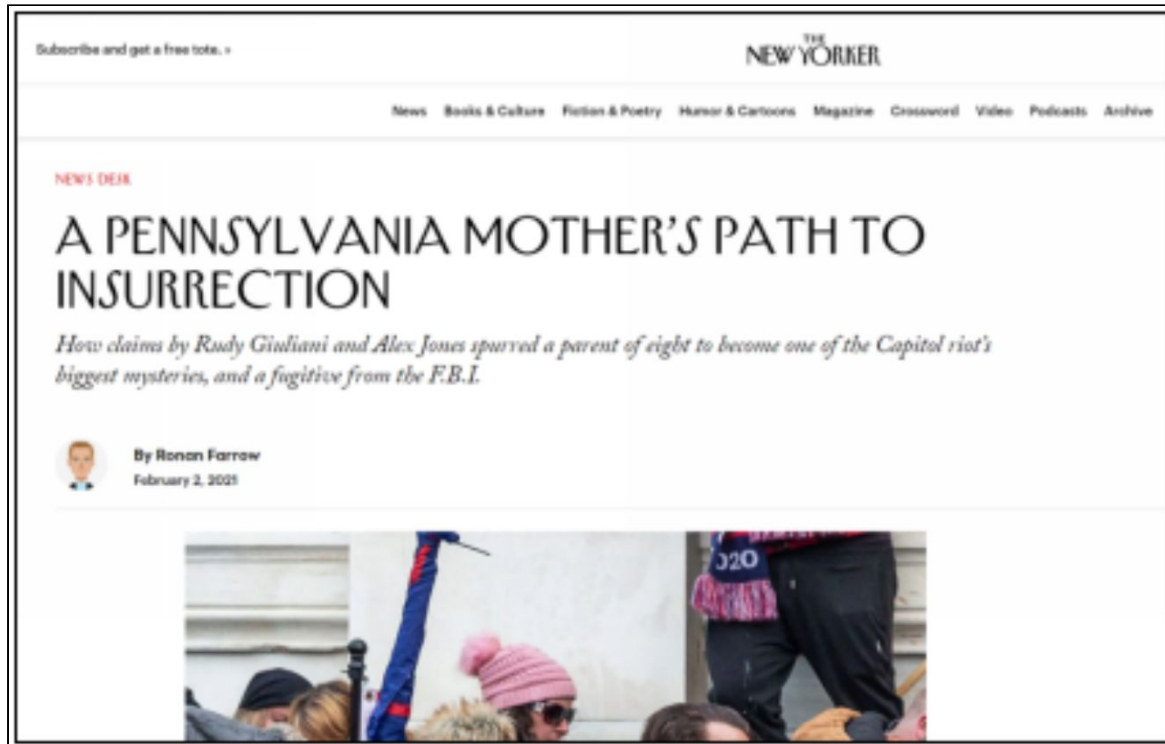 Subscribe and get a free tote. »
THE
NEW YORKER
News Books & Culture Fiction & Poetry Humor & Cartoons Magazine Crossword Video Podcasts Archive
NEWS DESK
A PENNSYLVANIA MOTHER'S PATH TO
INSURRECTION
How claims by Rudy Giuliani and Alex Jones spurred a parent of eight to become one of the Capitol riot's
biggest mysteries, and a fugitive from the F.B.I.
By Ronan Farrow
February 2, 2021
020